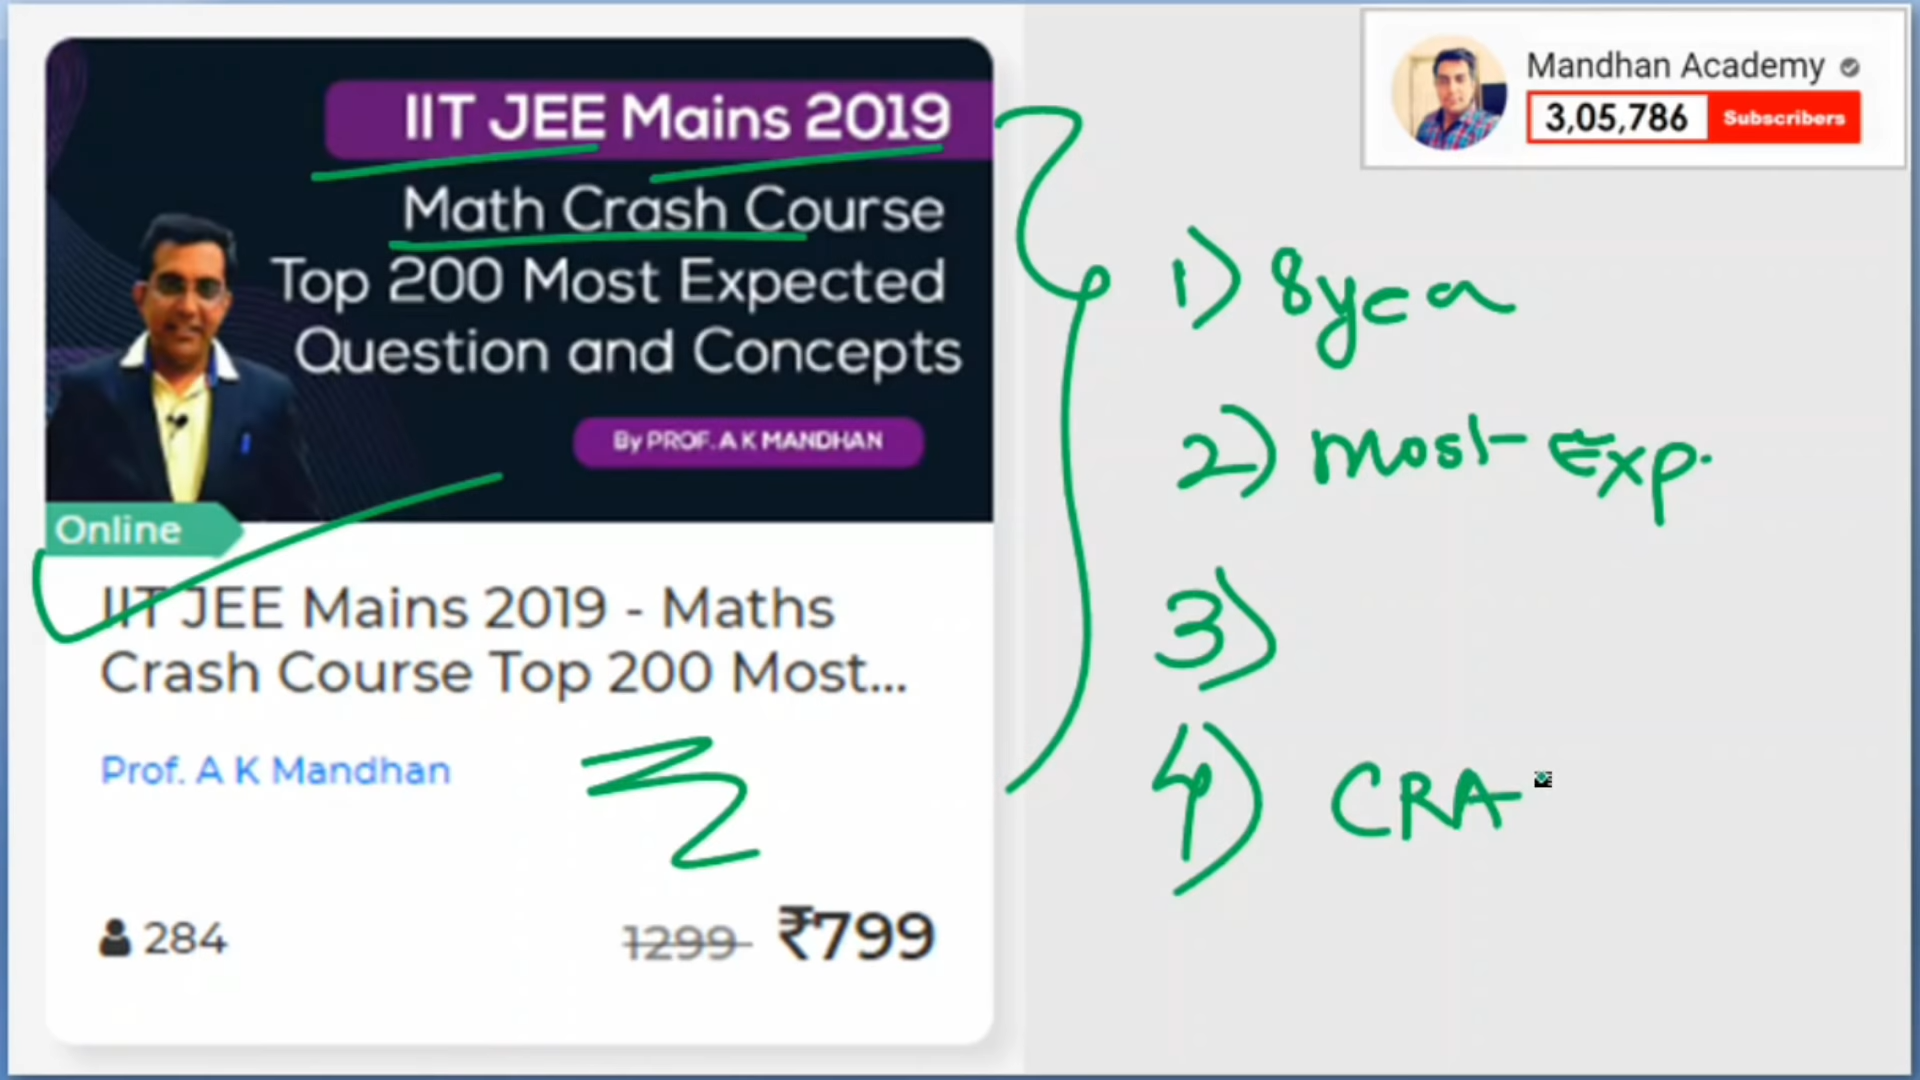 IIT JEE Mains 2019
Math Crash Course
Top 200 Most Expected
Question and Concepts
By PROF. A K MANDHAN
Online
IIT JEE Mains 2019 - Maths
Crash Course Top 200 Most...
Prof. A K Mandhan
284
1299 ₹799
Mandhan Academy
3,05,786 Subscribers
1) 8 yea
2) most Exp.
3)
4) CRA